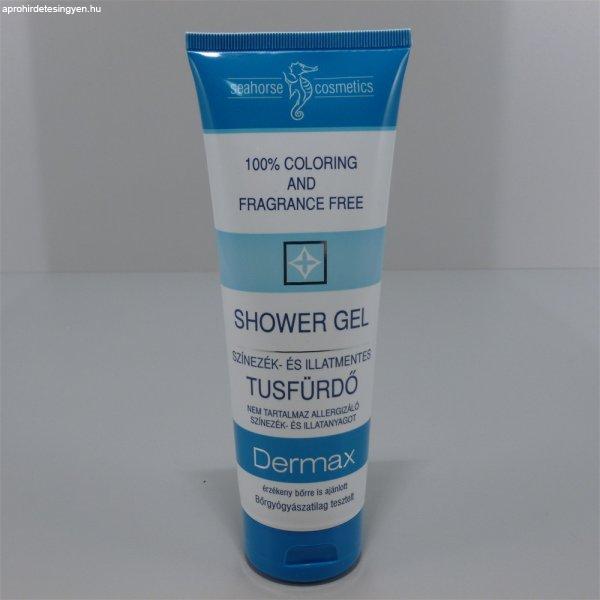 aprohirdetesingyen.hu
seahorse cosmetics
100% COLORING
AND
FRAGRANCE FREE
SHOWER GEL
SZÍNEZÉK- ÉS ILLATMENTES
TUSFÜRDŐ
NEM TARTALMAZ ALLERGIZÁLÓ
SZÍNEZÉK- ÉS ILLATANYAGOT
Dermax
érzékeny bőrre is ajánlott
Bőrgyógyászatilag tesztelt